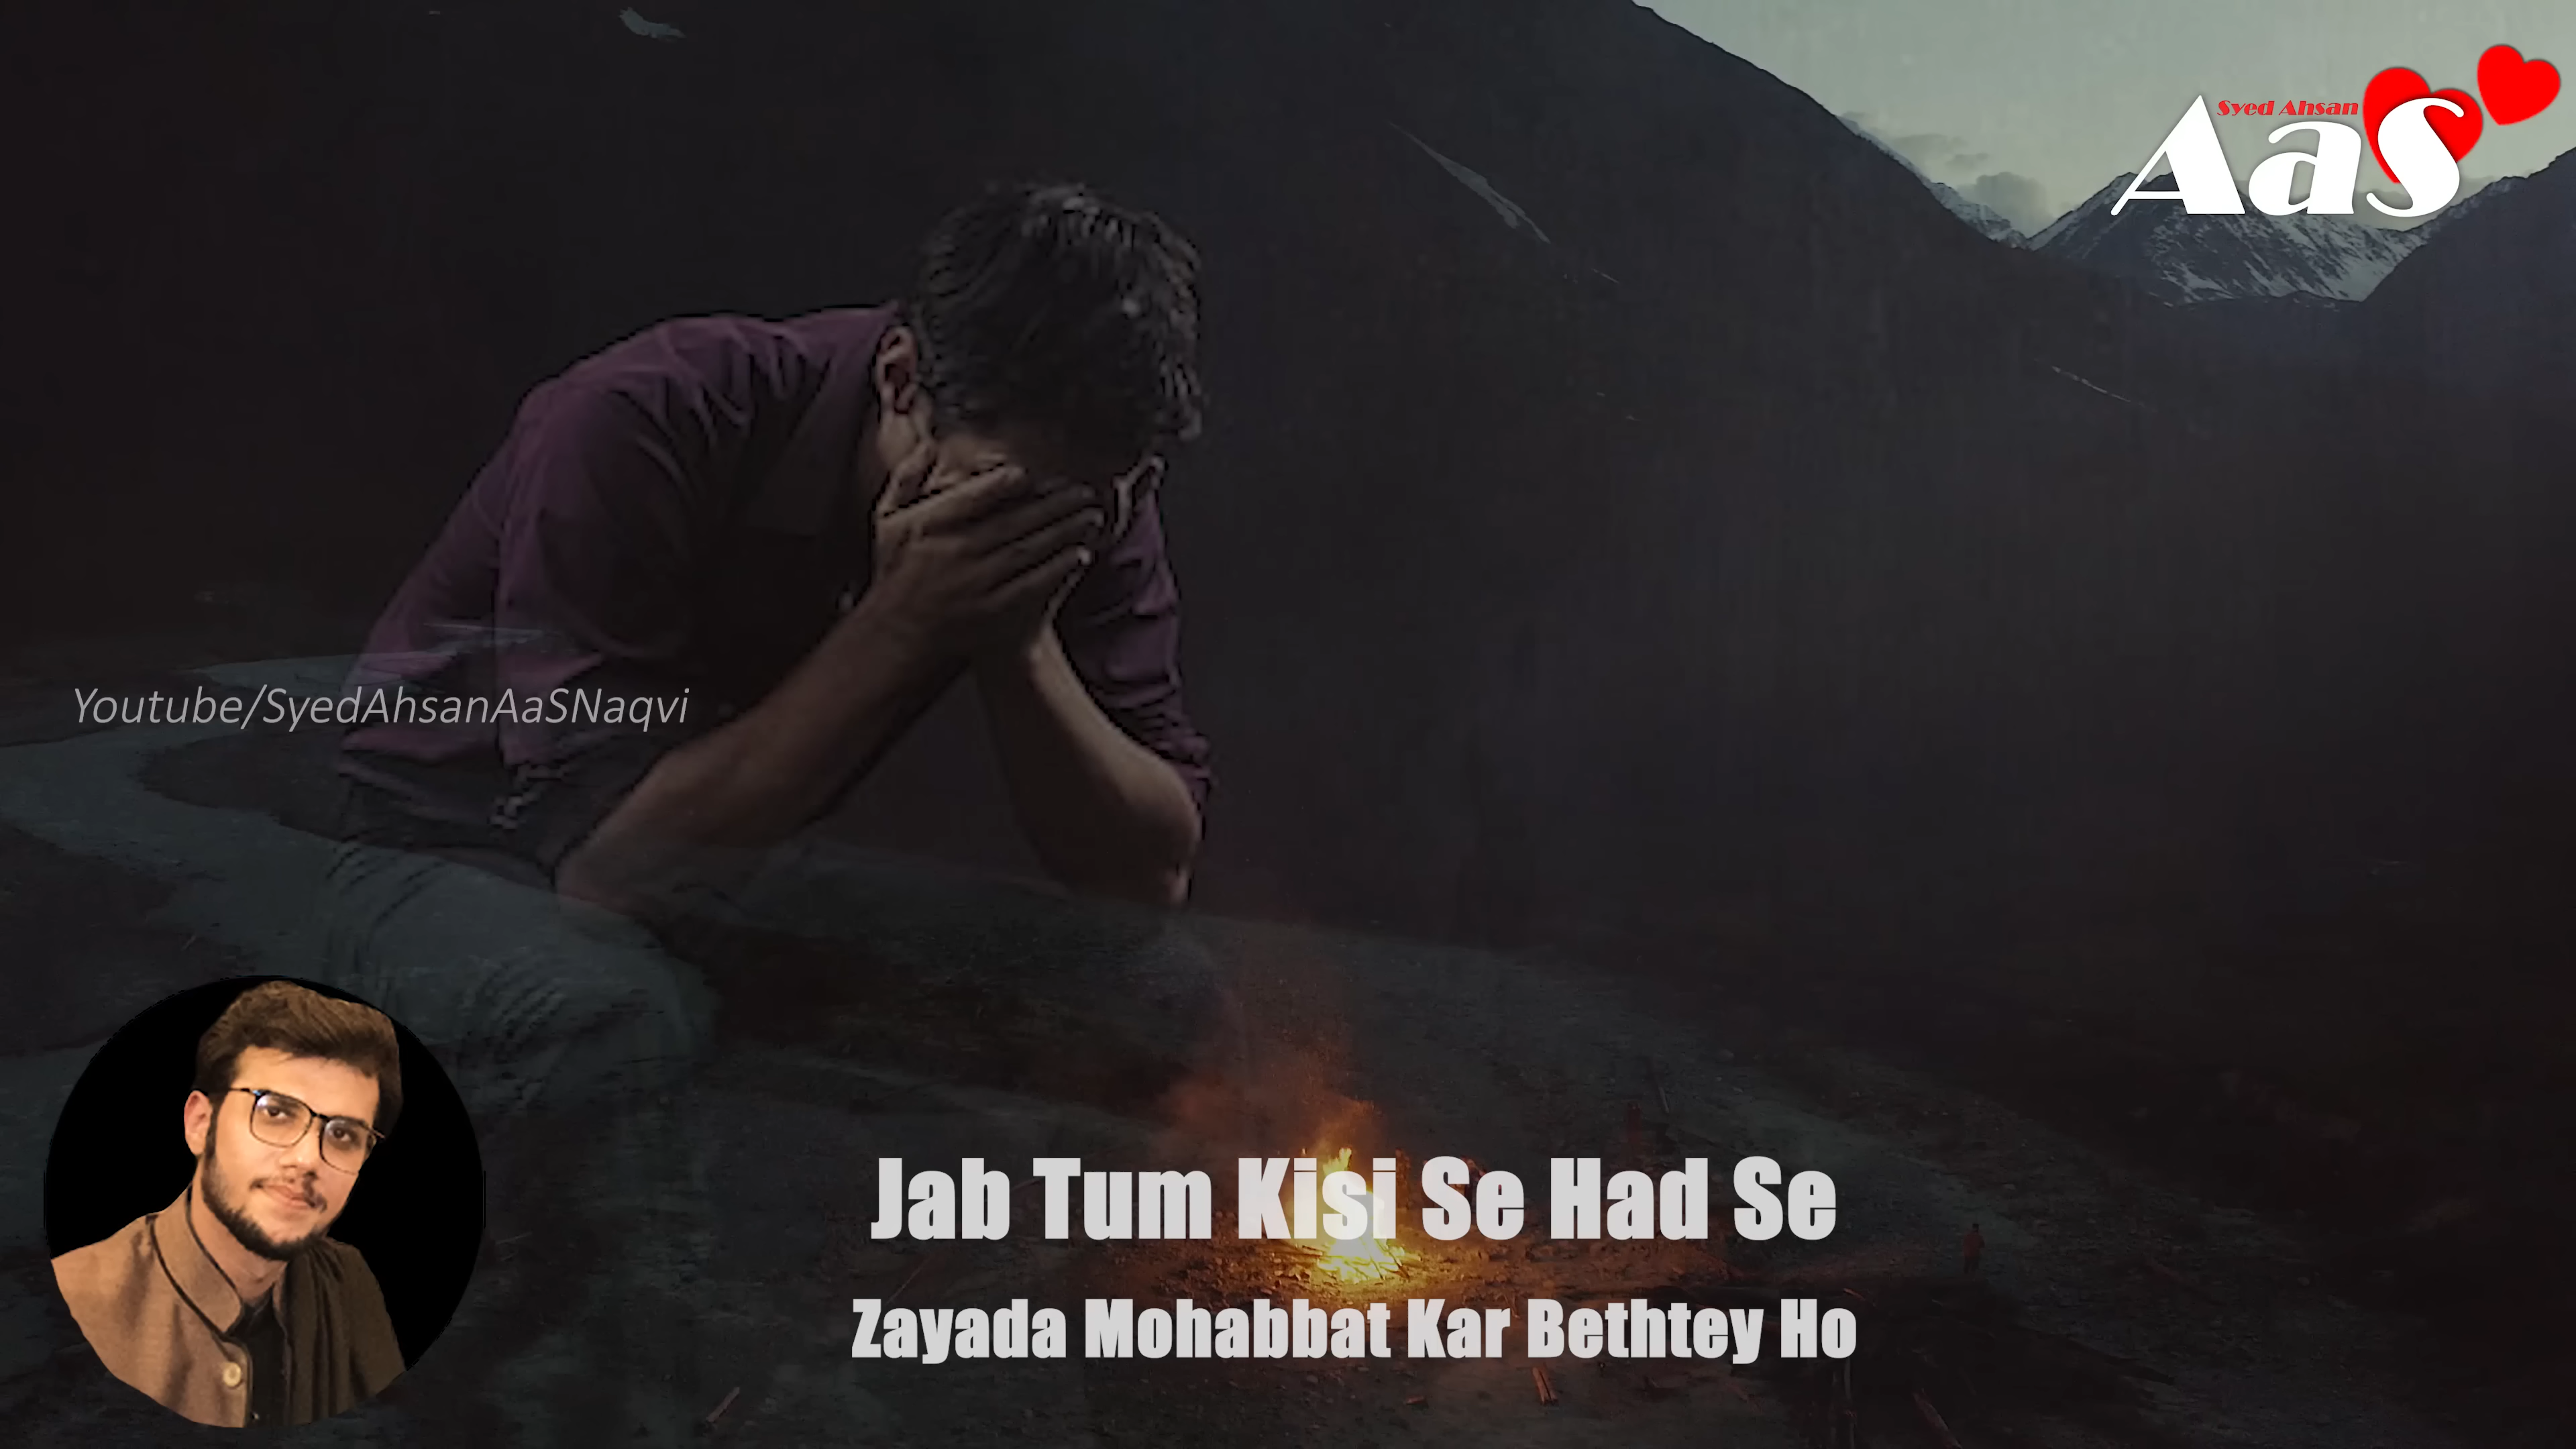 Syed Ahsan
AaS
Youtube/SyedAhsanAaSNaqvi
Jab Tum Kisi Se Had Se
Zayada Mohabbat Kar Bethtey Ho